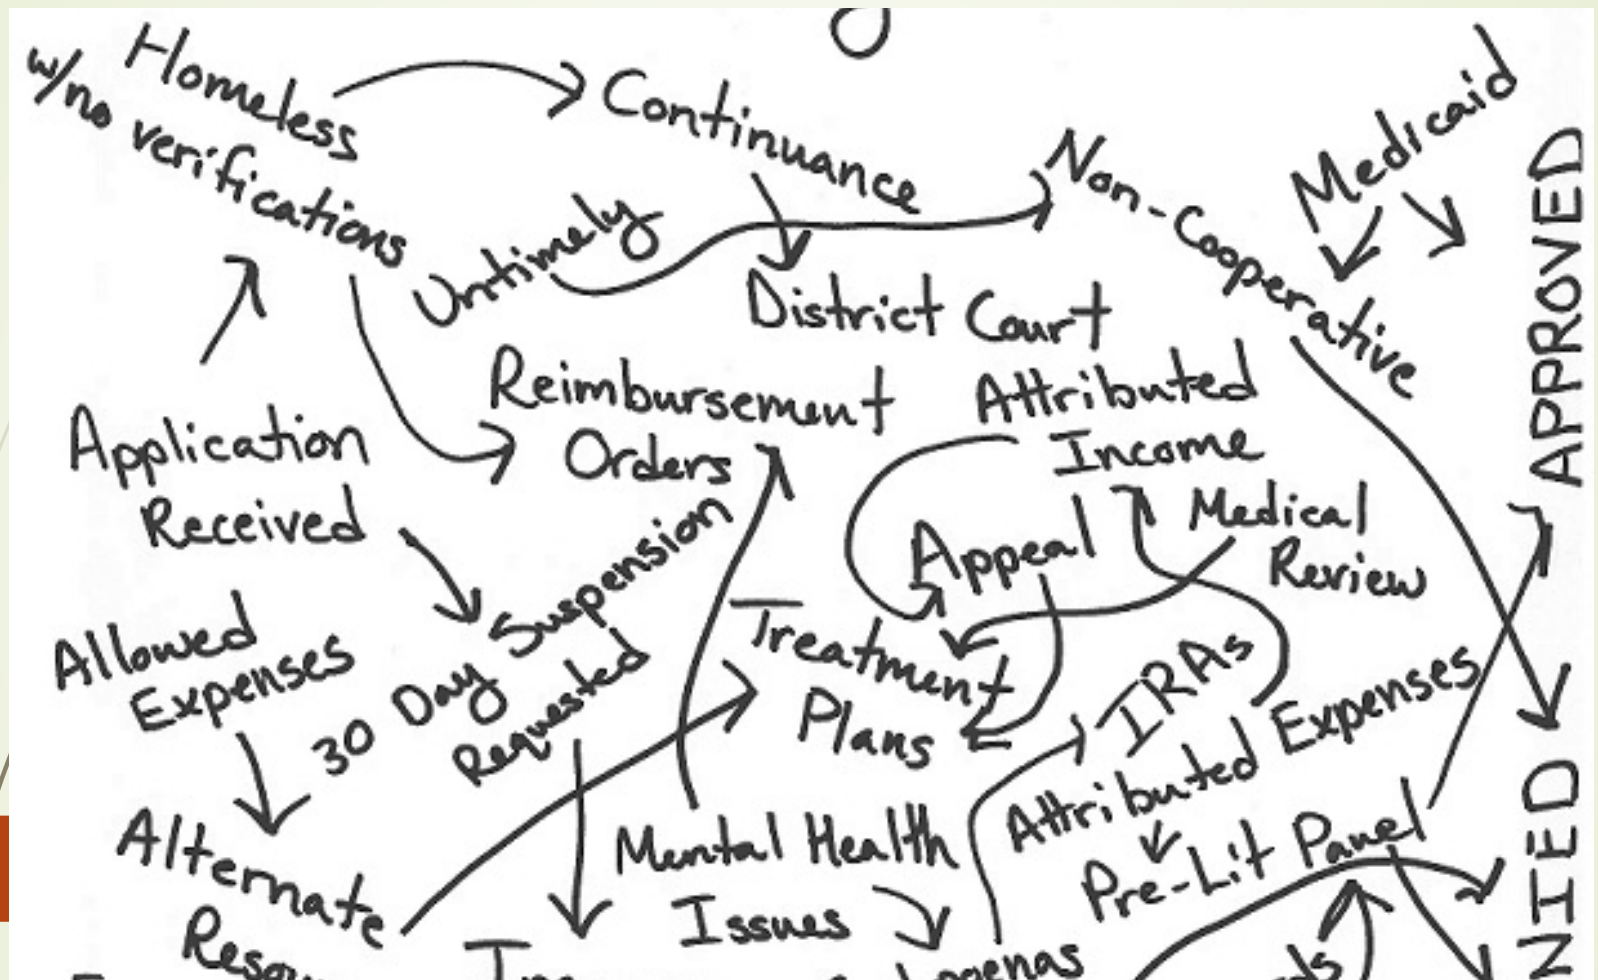 Homeless
w/no verifications
Continuance
Non-Cooperative
Medicaid
APPROVED
Untimely
District Court
Reimbursement
Orders
Attributed
Income
Application
Received
Medical
Review
Appeal
30 Day Suspension
Requested
Allowed
Expenses
Treatment
Plans
IRAs
Attributed Expenses
Pre-Lit Panel
Alternate
Mental Health
Issues